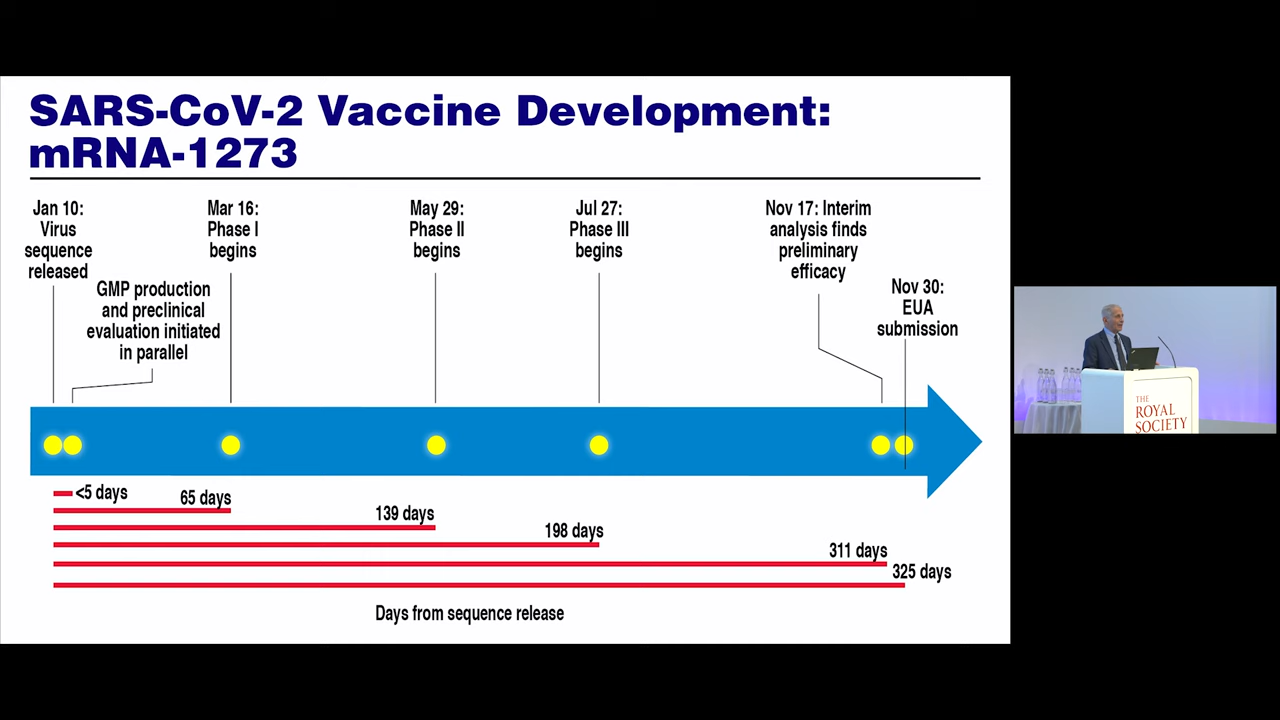 SARS-CoV-2 Vaccine Development:
mRNA-1273
Jan 10:
Virus
sequence
released
GMP production
and preclinical
evaluation initiated
in parallel
Mar 16:
Phase I
begins
May 29:
Phase II
begins
Jul 27:
Phase III
begins
Nov 17: Interim
analysis finds
preliminary
efficacy
Nov 30:
EUA
submission
<5 days
65 days
139 days
198 days
311 days
325 days
Days from sequence release
THE
ROYAL
SOCIETY